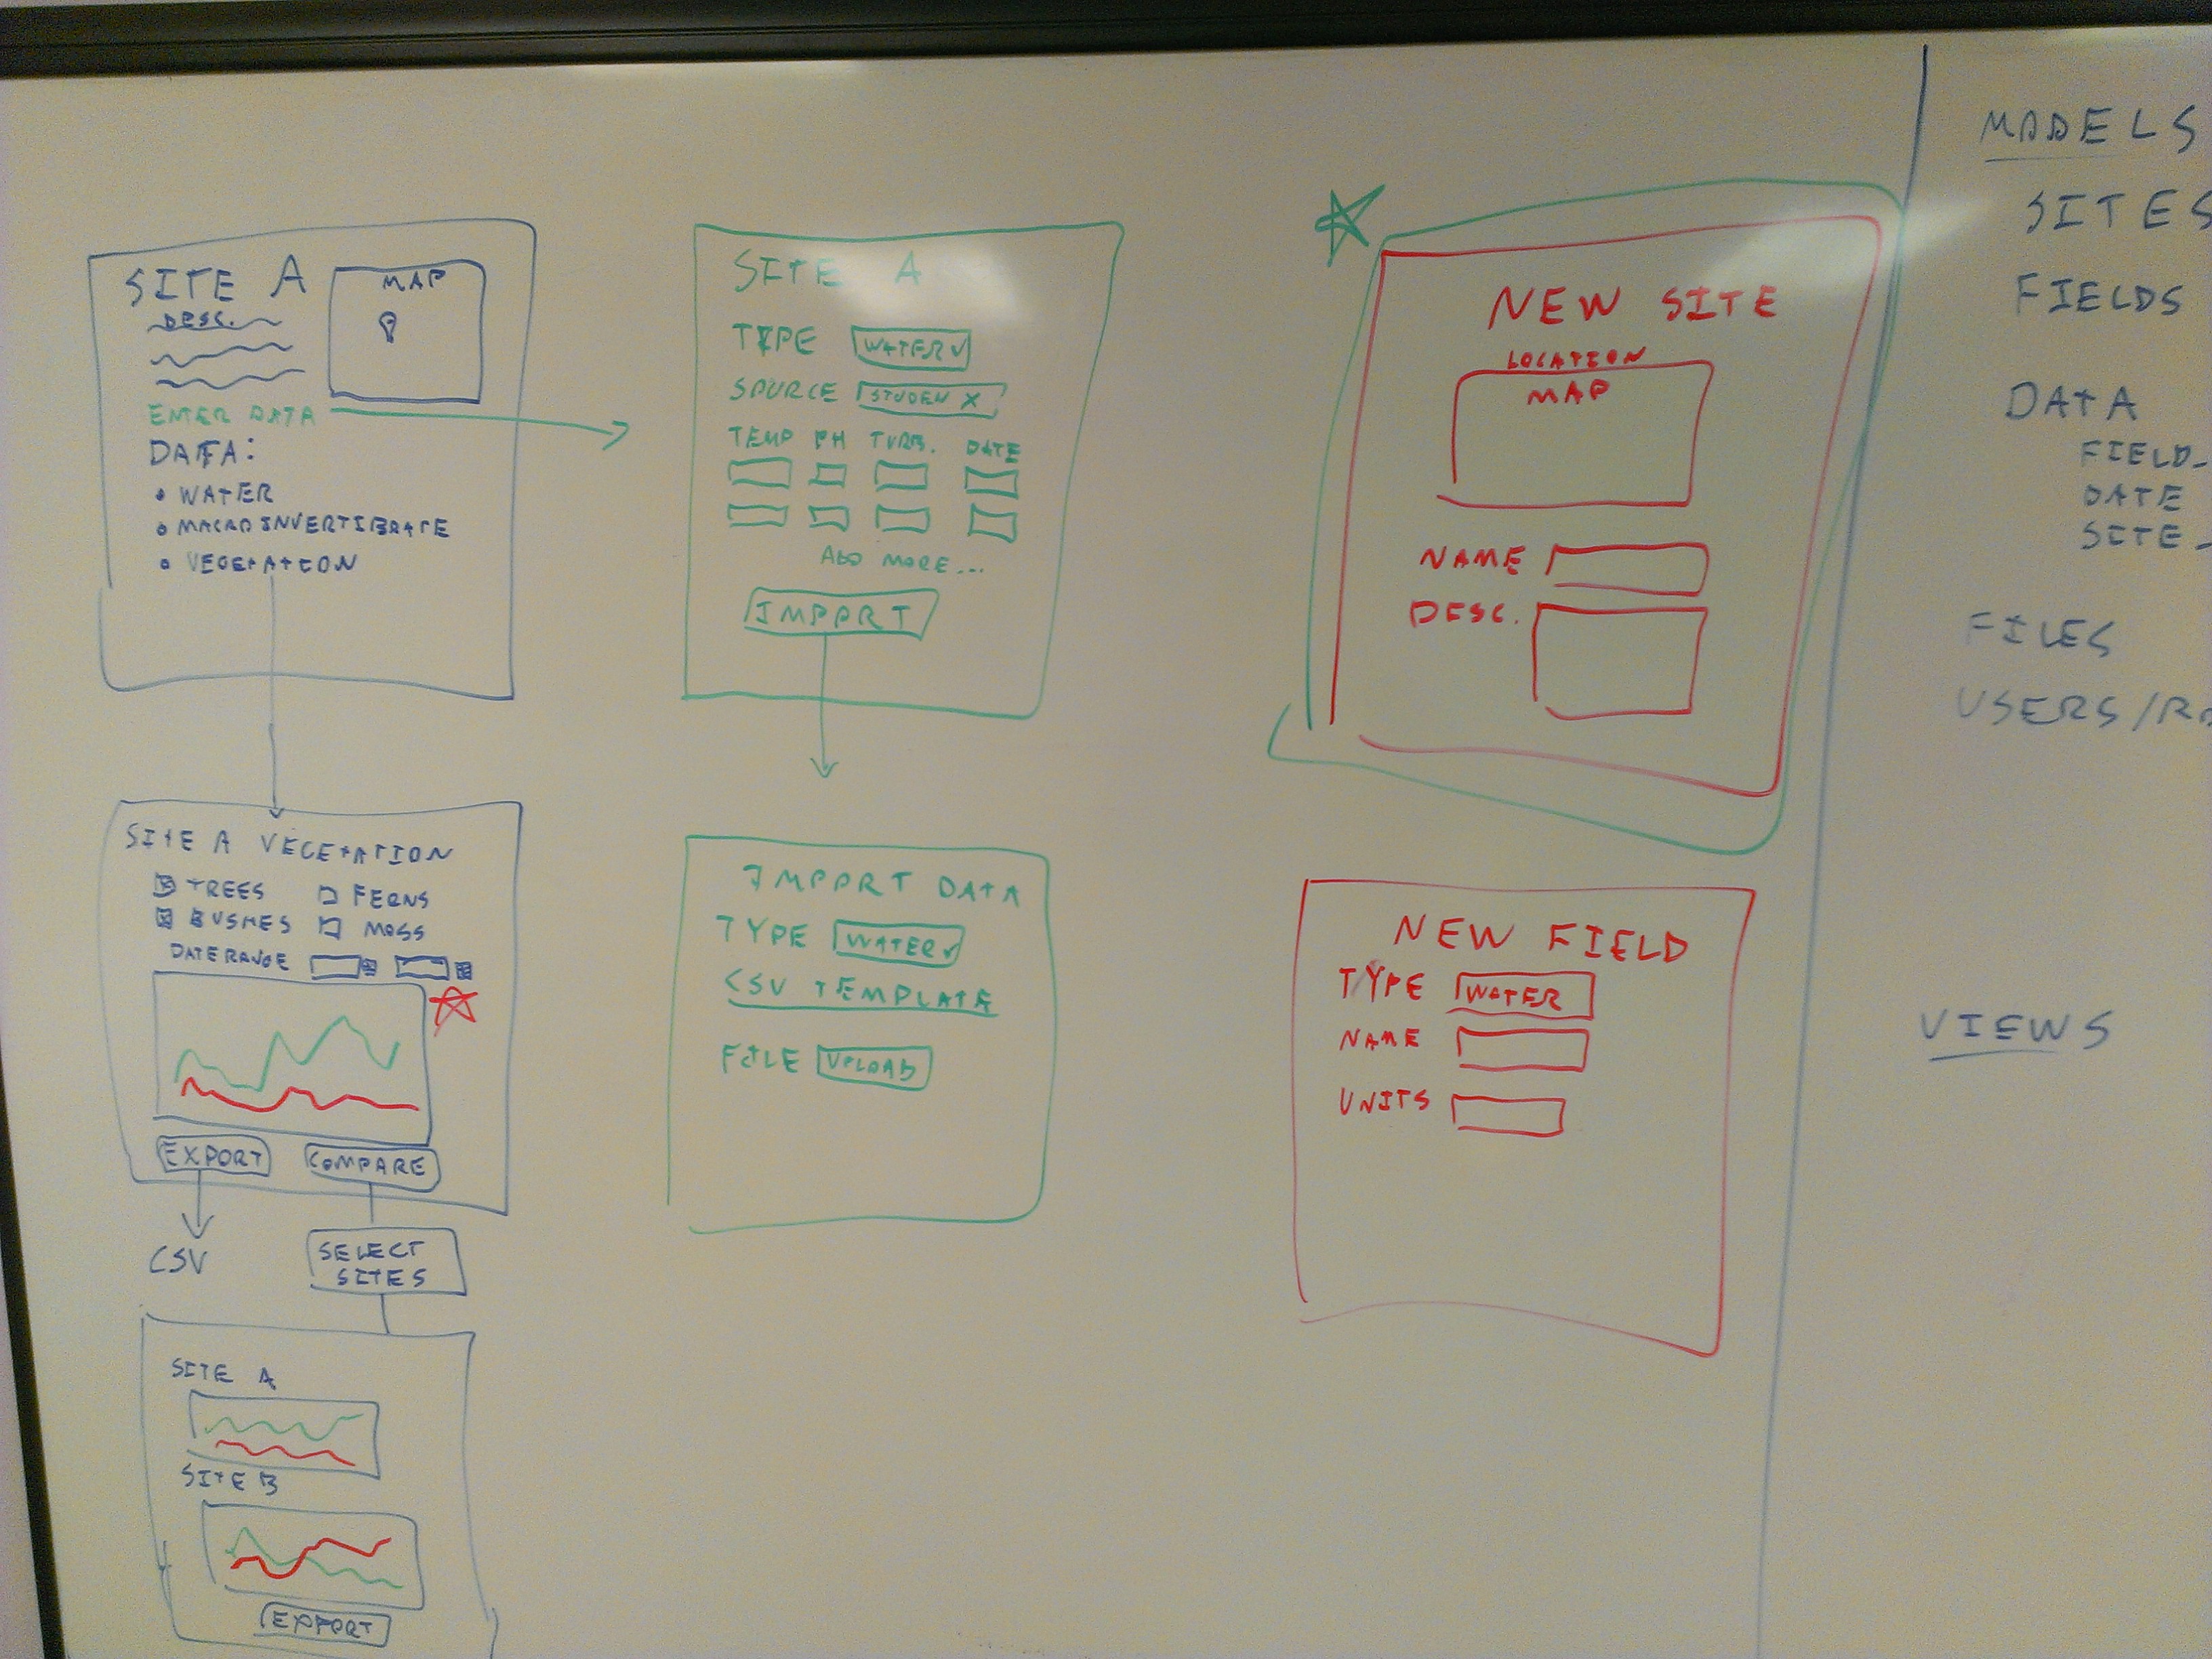 SITE A
MAP
DESC.
ENTER DATA
DATA:
• WATER
• MACROINVERTIBRATE
• VEGETATION
SITE A VEGETATION
TREES FERNS
BUSHES MOSS
DATE RANGE
EXPORT COMPARE
CSV
SELECT
SITES
SITE A
SITE B
EXPORT
SITE A
TYPE WATER
SOURCE STUDEN X
TEMP PH TURB. DATE
ADD MORE...
IMPORT
IMPORT DATA
TYPE WATER
CSV TEMPLATE
FILE UPLOAD
NEW SITE
LOCATION
MAP
NAME
DESC.
NEW FIELD
TYPE WATER
NAME
UNITS
MODELS
SITES
FIELDS
DATA
FIELD_
DATE
SITE_
FILES
USERS/
VIEWS